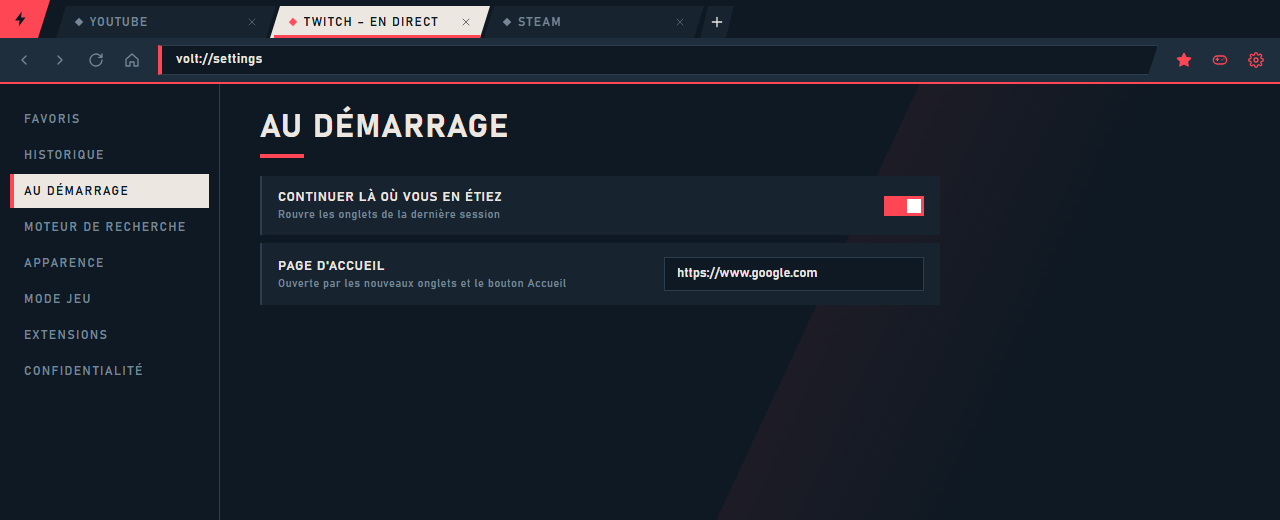 YOUTUBE
TWITCH – EN DIRECT
STEAM
volt://settings
FAVORIS
HISTORIQUE
AU DÉMARRAGE
MOTEUR DE RECHERCHE
APPARENCE
MODE JEU
EXTENSIONS
CONFIDENTIALITÉ
AU DÉMARRAGE
CONTINUER LÀ OÙ VOUS EN ÉTIEZ
Rouvre les onglets de la dernière session
PAGE D'ACCUEIL
Ouverte par les nouveaux onglets et le bouton Accueil
https://www.google.com